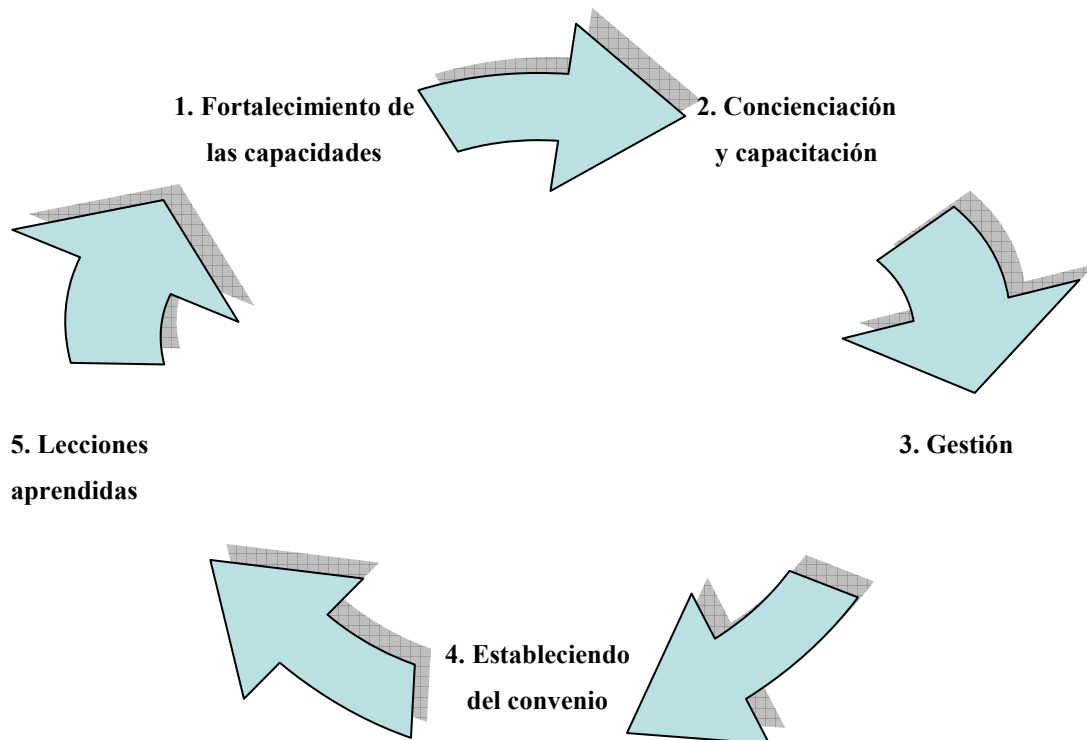 1. Fortalecimiento de
las capacidades
2. Concienciación
y capacitación
3. Gestión
4. Estableciendo
del convenio
5. Lecciones
aprendidas